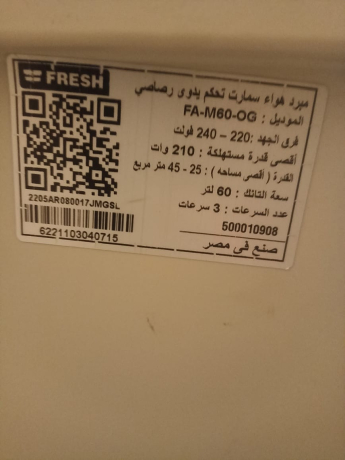 FRESH
مبرد هواء سمارت تحكم يدوى رصاصي
الموديل : FA-M60-OG
فرق الجهد :220 – 240 فولت
أقصى قدرة مستهلكة : 210 وات
القدرة ( أقصى مساحه ) : 25 - 45 متر مربع
سعة التانك : 60 لتر
عدد السرعات : 3 سرعات
500010908
صنع في مصر
2205AR080017JMGSL
6221103040715